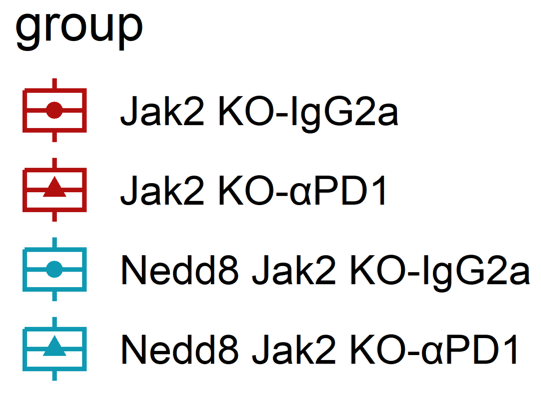 group
Jak2 KO-IgG2a
Jak2 KO-αPD1
Nedd8 Jak2 KO-IgG2a
Nedd8 Jak2 KO-αPD1